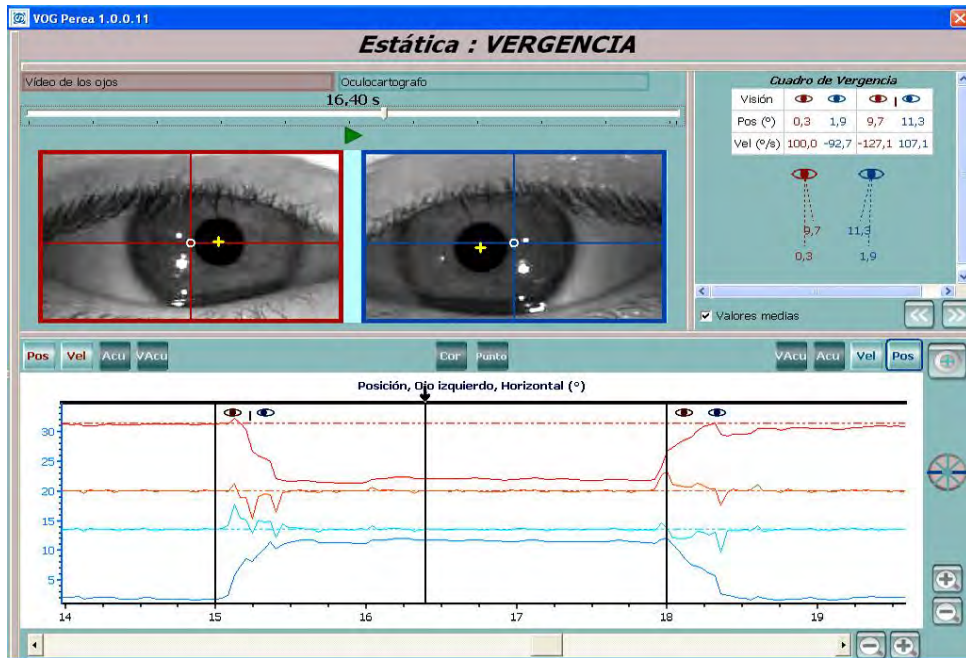 VOG Perea 1.0.0.11
Estática : VERGENCIA
Vídeo de los ojos
Oculocartografo
16,40 s
Cuadro de Vergencia
Visión
Pos (º) 0,3 1,9 9,7 11,3
Vel (º/s) 100,0 -92,7 -127,1 107,1
9,7 11,3
0,3 1,9
Valores medias
Pos Vel Acu VAcu Cor Punto VAcu Acu Vel Pos
Posición, Ojo izquierdo, Horizontal (º)
30
25
20
15
10
5
14 15 16 17 18 19